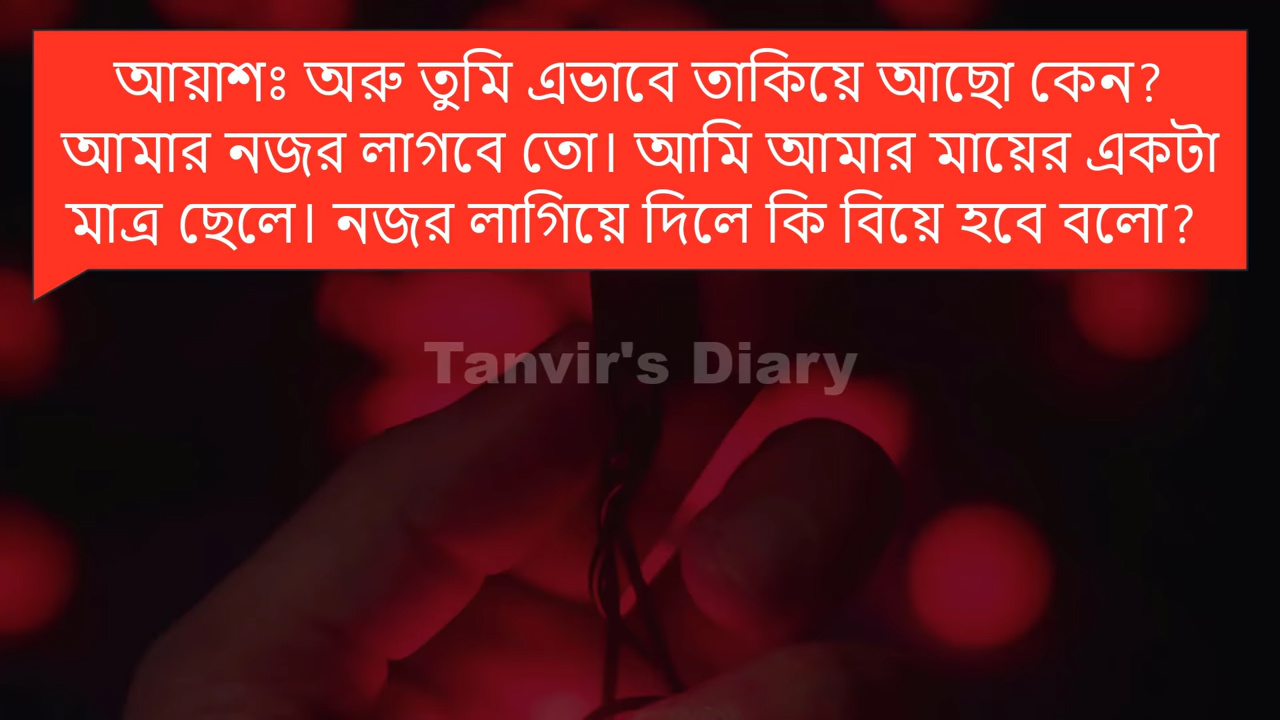 আয়াশঃ অরু তুমি এভাবে তাকিয়ে আছো কেন?
আমার নজর লাগবে তো। আমি আমার মায়ের একটা
মাত্র ছেলে। নজর লাগিয়ে দিলে কি বিয়ে হবে বলো?
Tanvir's Diary